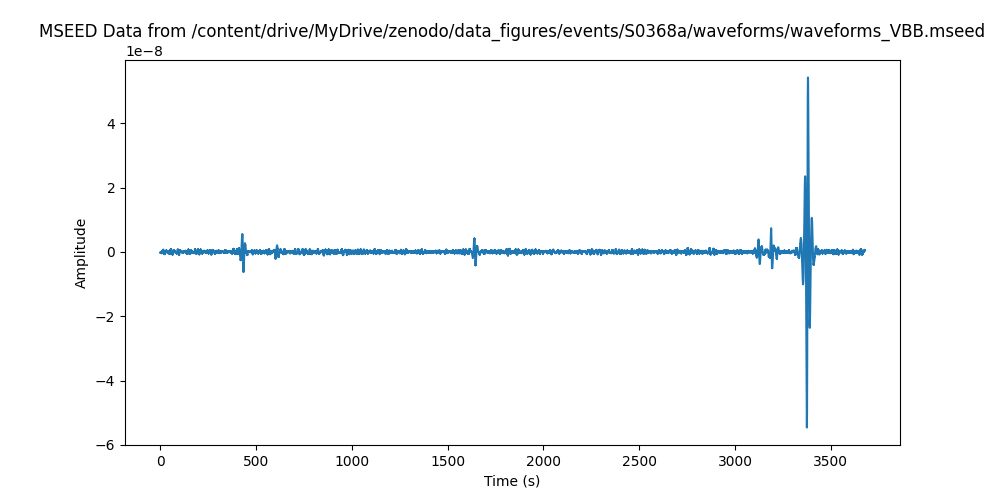 MSEED Data from /content/drive/MyDrive/zenodo/data_figures/events/S0368a/waveforms/waveforms_VBB.mseed
1e−8
4
2
0
−2
−4
−6
Amplitude
0 500 1000 1500 2000 2500 3000 3500
Time (s)